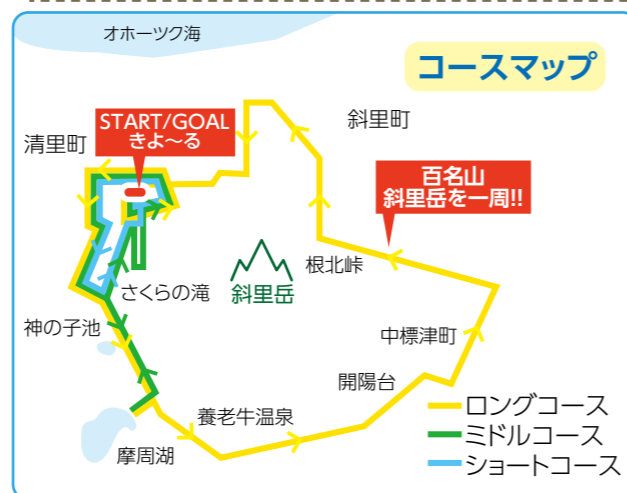 オホーツク海
コースマップ
START/GOAL
きよ〜る
清里町
斜里町
百名山
斜里岳を一周!!
根北峠
さくらの滝
斜里岳
神の子池
中標津町
開陽台
養老牛温泉
摩周湖
ロングコース
ミドルコース
ショートコース